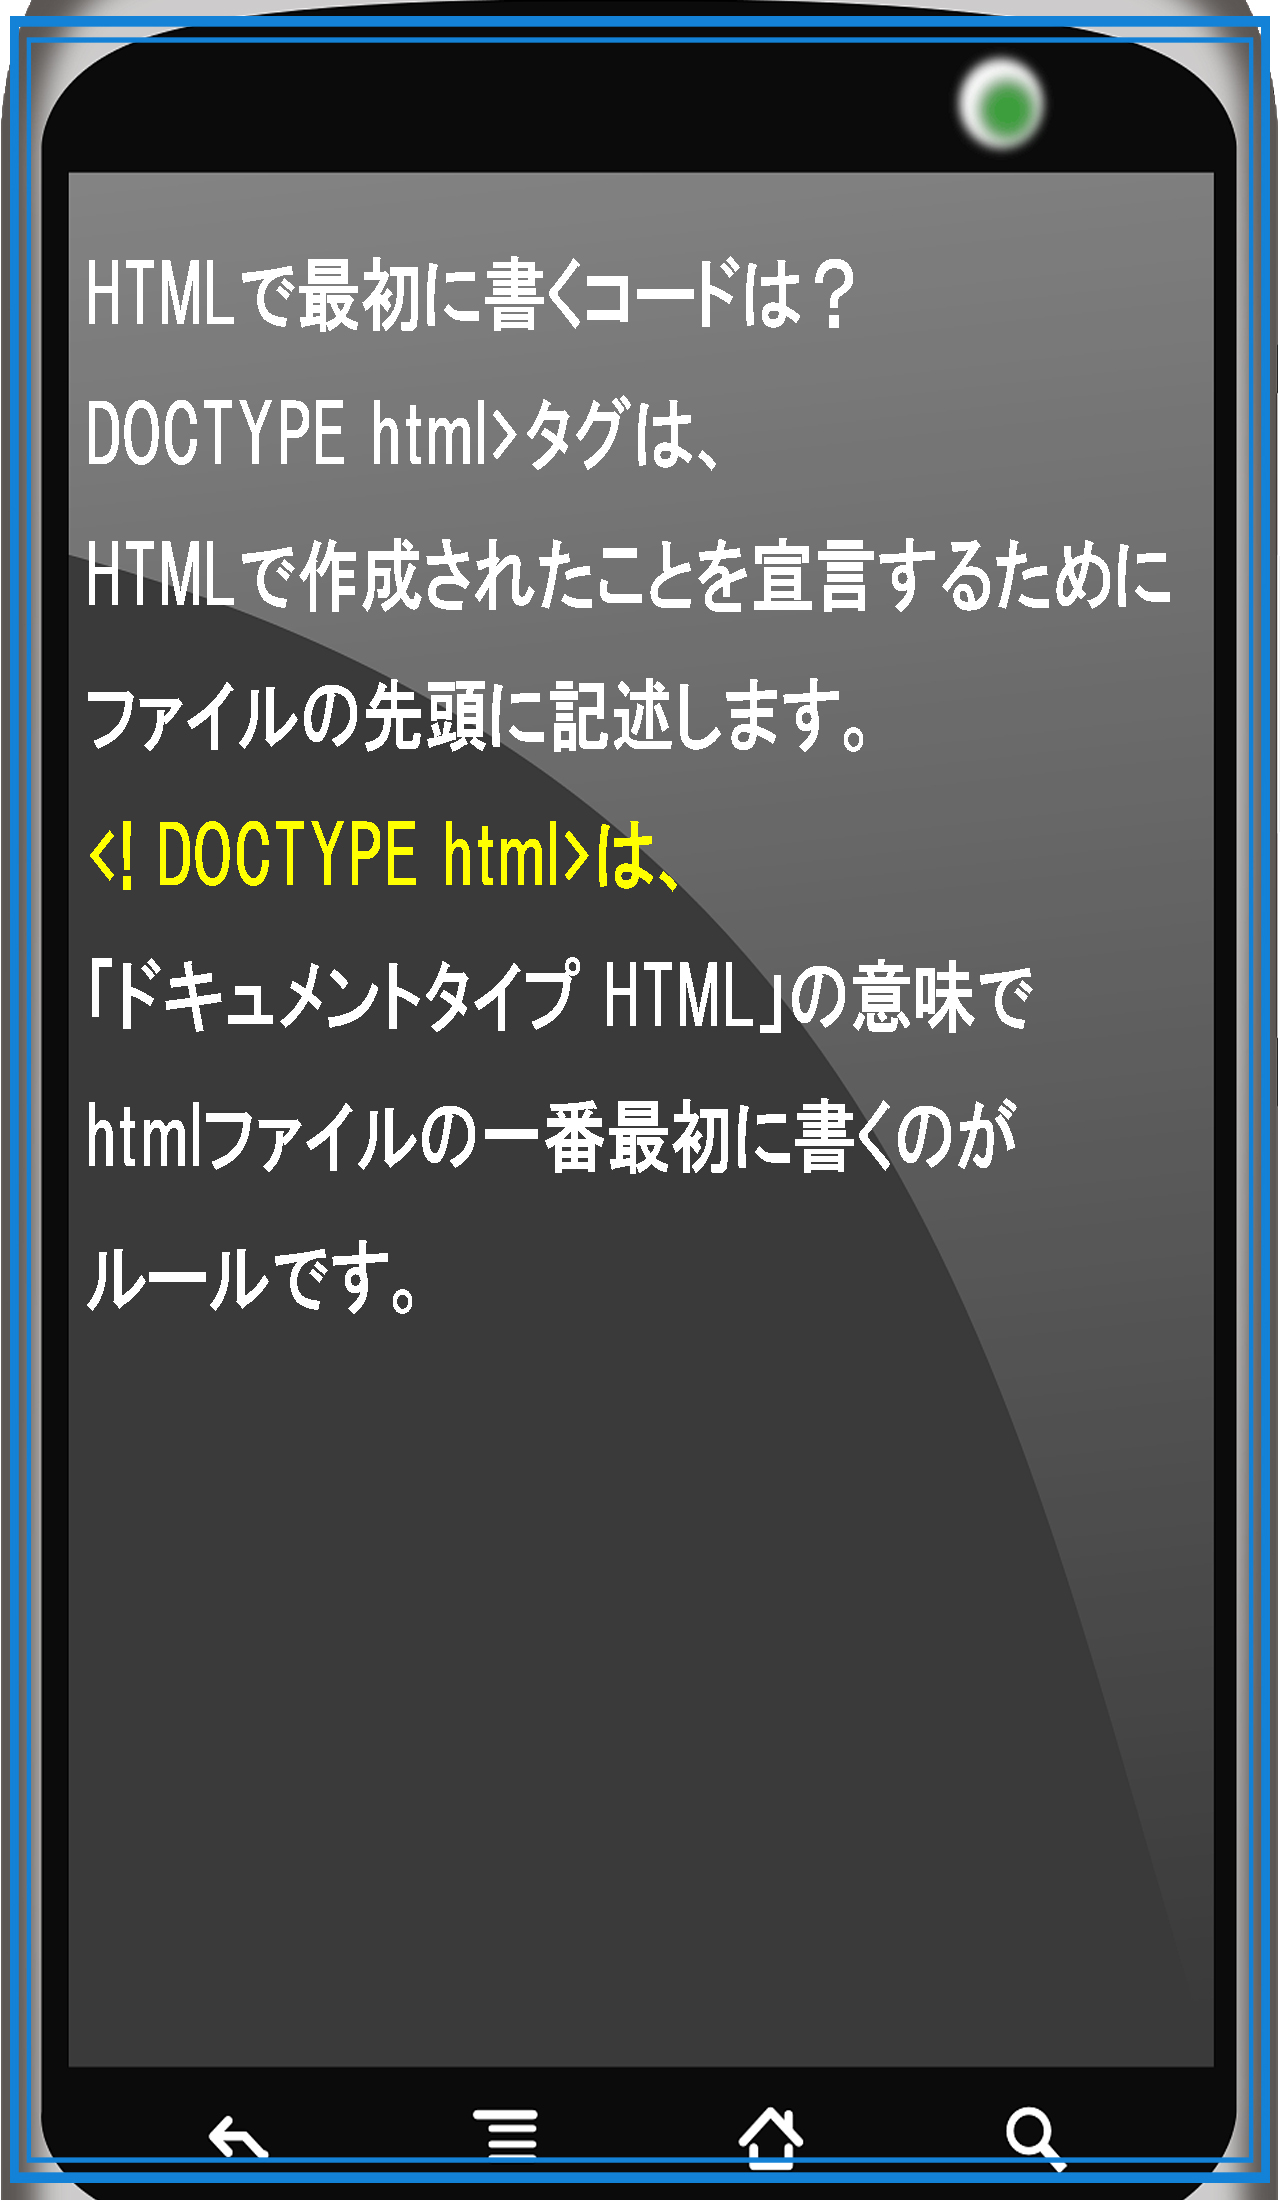 HTMLで最初に書くコードは？
DOCTYPE html>タグは、
HTMLで作成されたことを宣言するために
ファイルの先頭に記述します。
<! DOCTYPE html>は、
「ドキュメントタイプ HTML」の意味で
htmlファイルの一番最初に書くのが
ルールです。